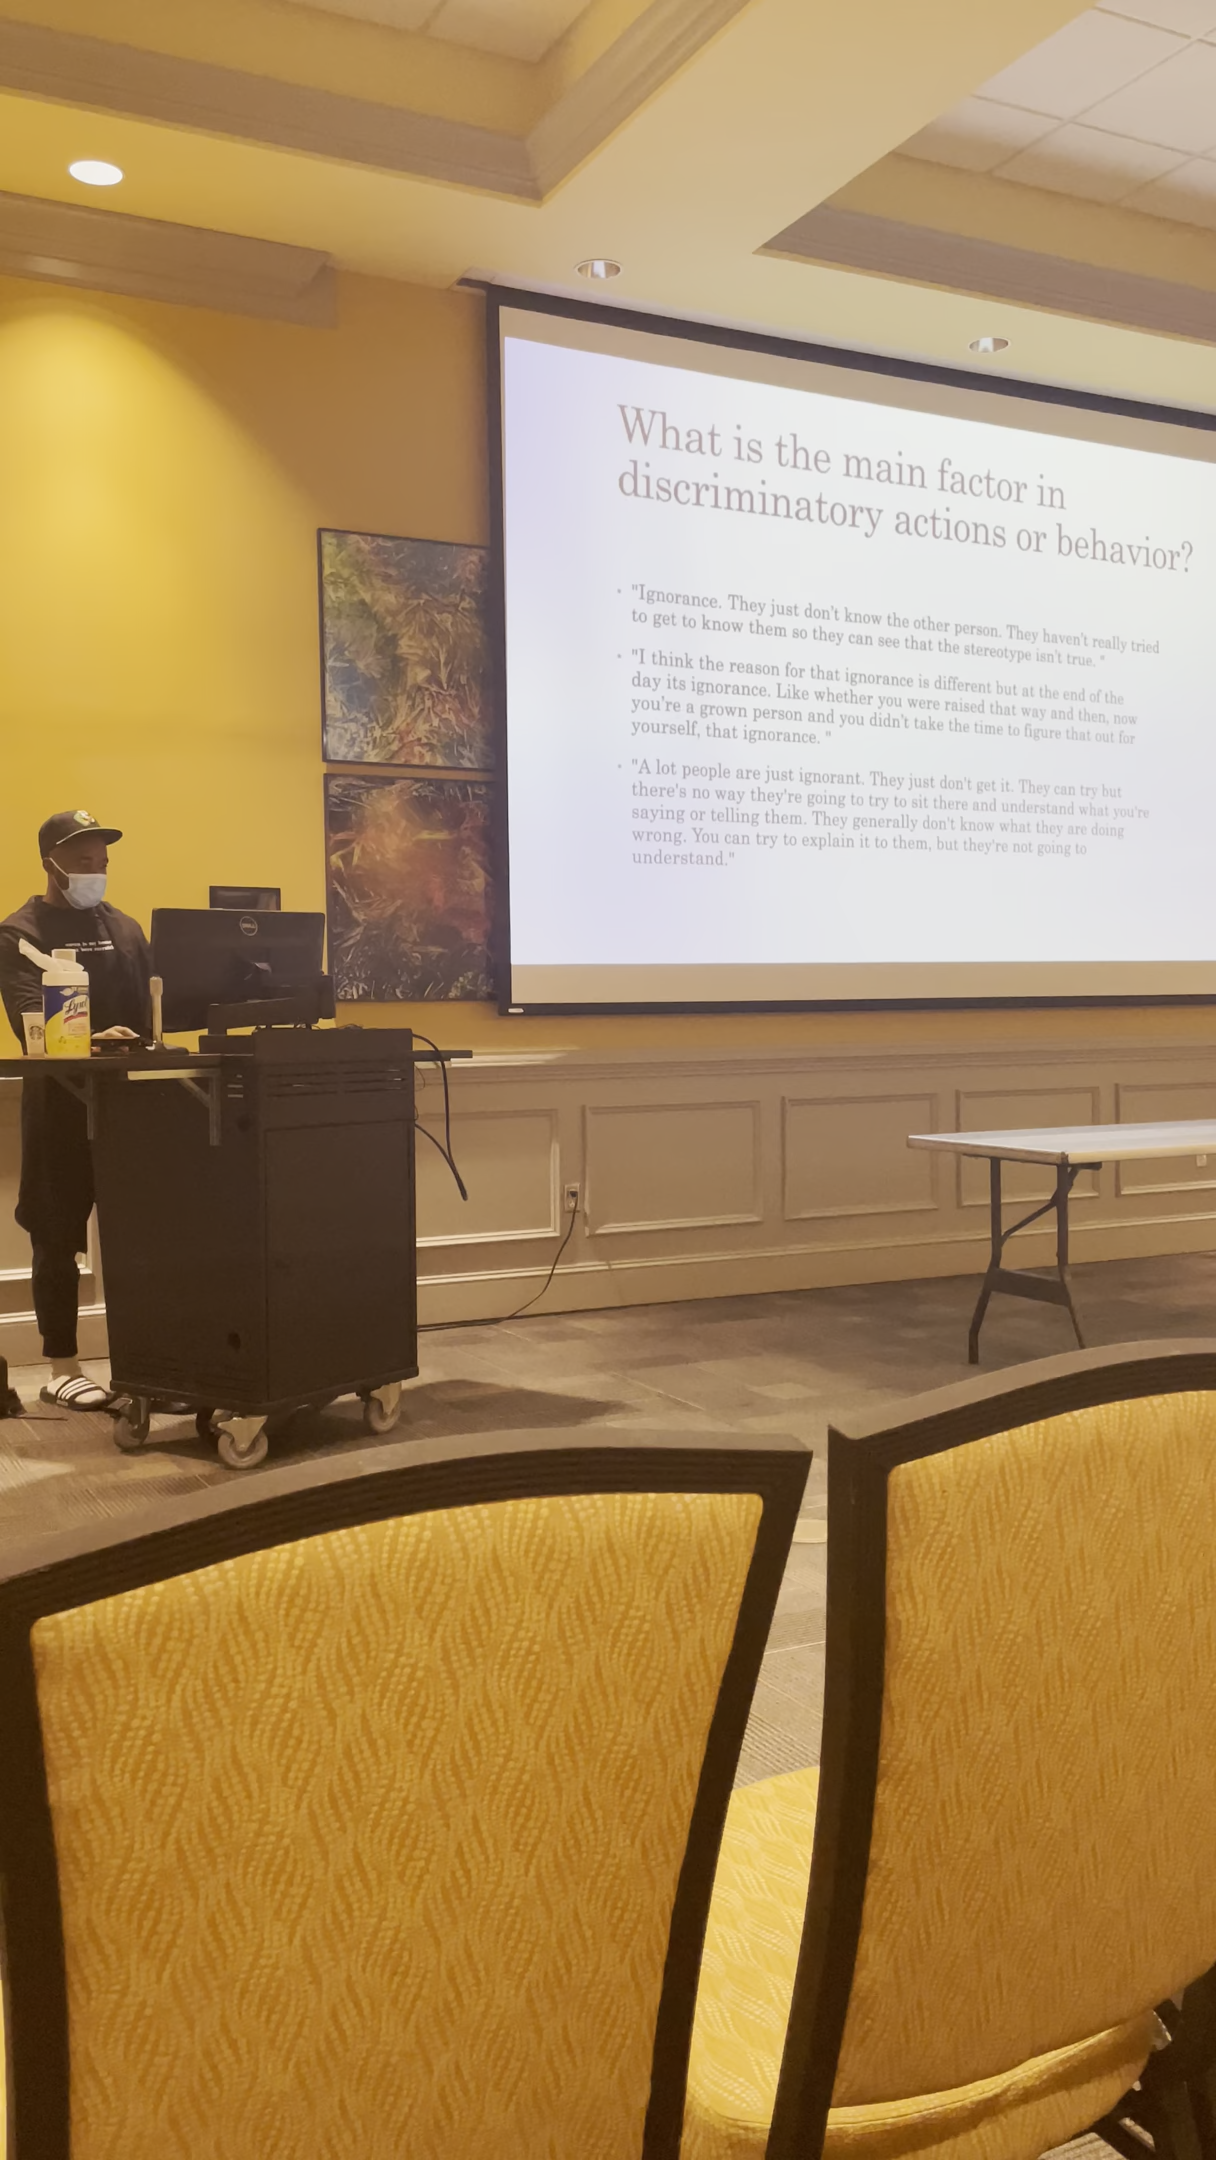 What is the main factor in
discriminatory actions or behavior?
• "Ignorance. They just don't know the other person. They haven't really tried
to get to know them so they can see that the stereotype isn't true. "
• "I think the reason for that ignorance is different but at the end of the
day its ignorance. Like whether you were raised that way and then, now
you're a grown person and you didn't take the time to figure that out for
yourself, that ignorance. "
• "A lot people are just ignorant. They just don't get it. They can try but
there's no way they're going to try to sit there and understand what you're
saying or telling them. They generally don't know what they are doing
wrong. You can try to explain it to them, but they're not going to
understand."
DELL
Lysol